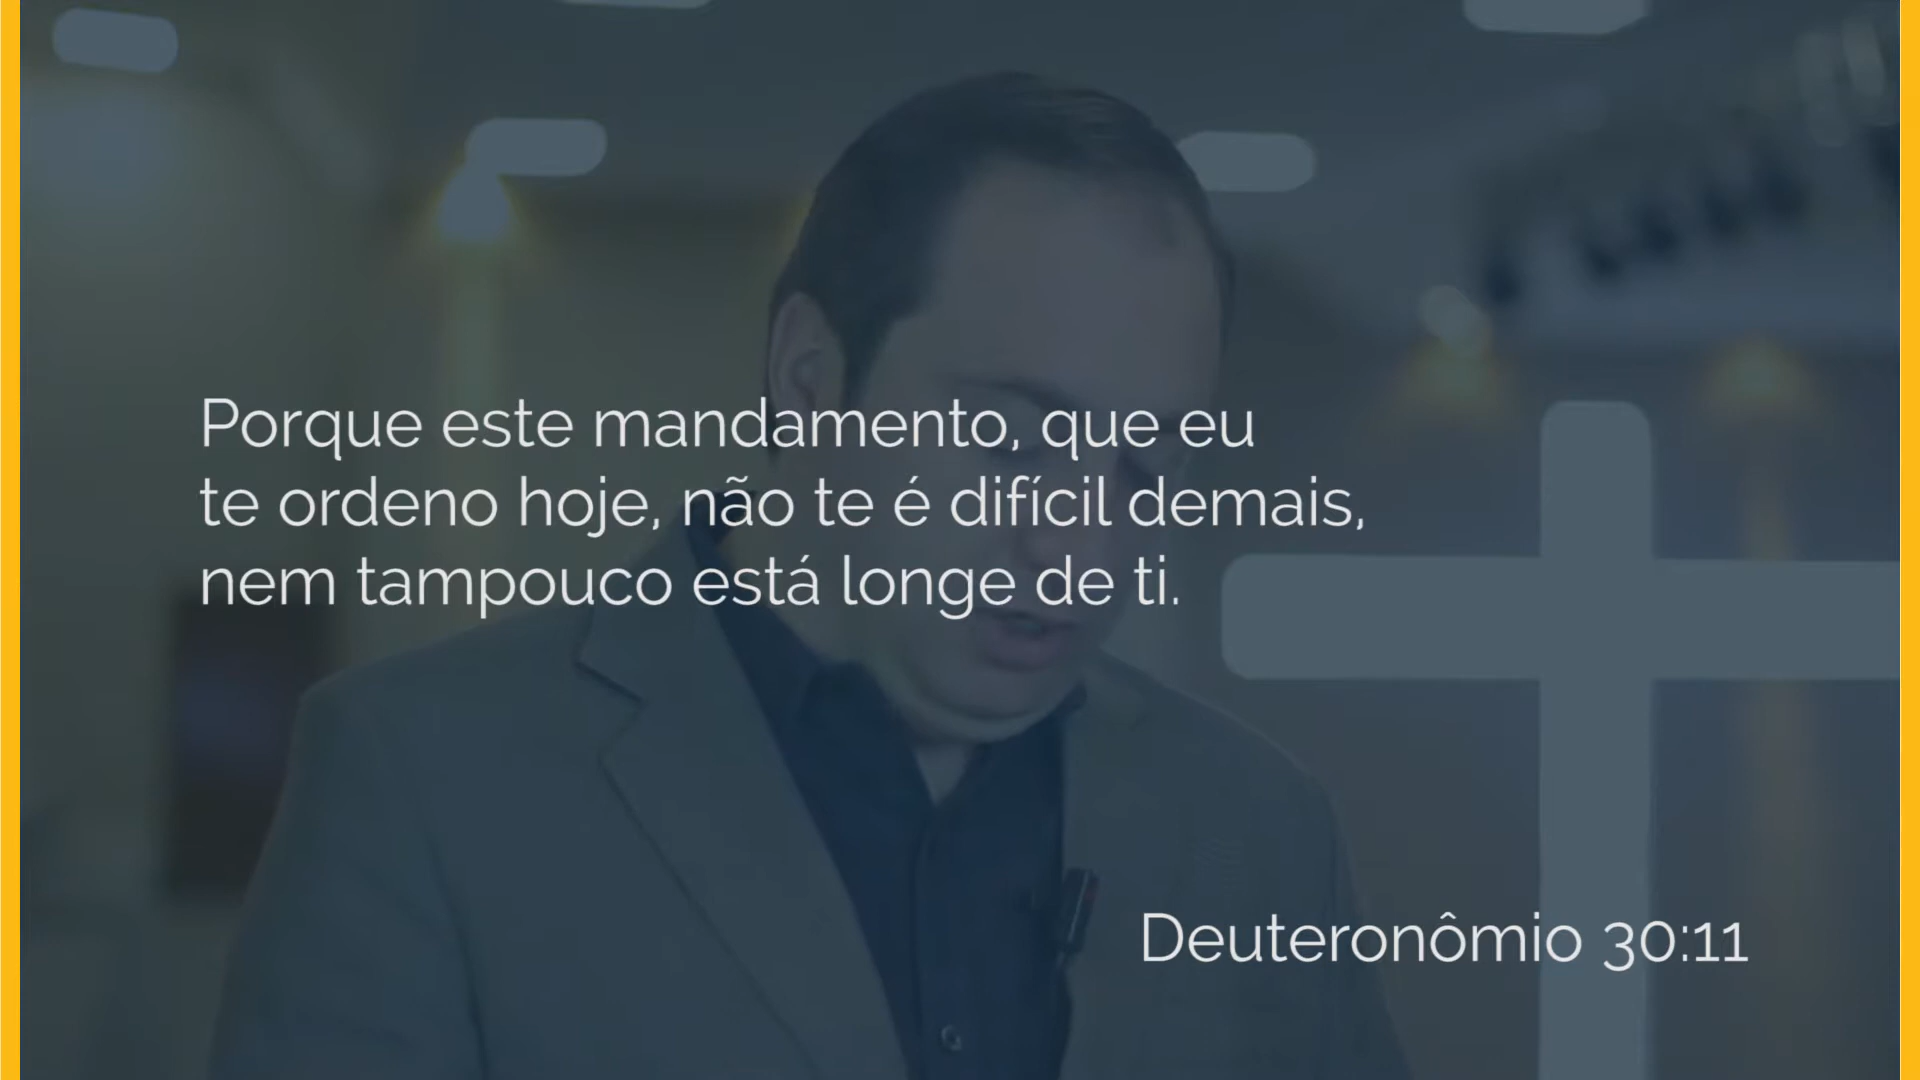 Porque este mandamento, que eu
te ordeno hoje, não te é difícil demais,
nem tampouco está longe de ti.
Deuteronômio 30:11